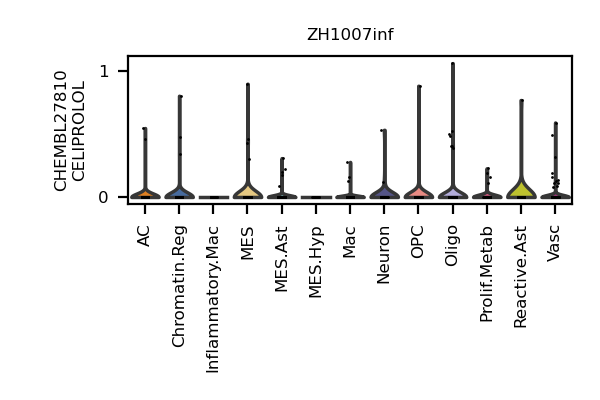 ZH1007inf
CHEMBL27810
CELIPROLOL
1
0
AC
Chromatin.Reg
Inflammatory.Mac
MES
MES.Ast
MES.Hyp
Mac
Neuron
OPC
Oligo
Prolif.Metab
Reactive.Ast
Vasc